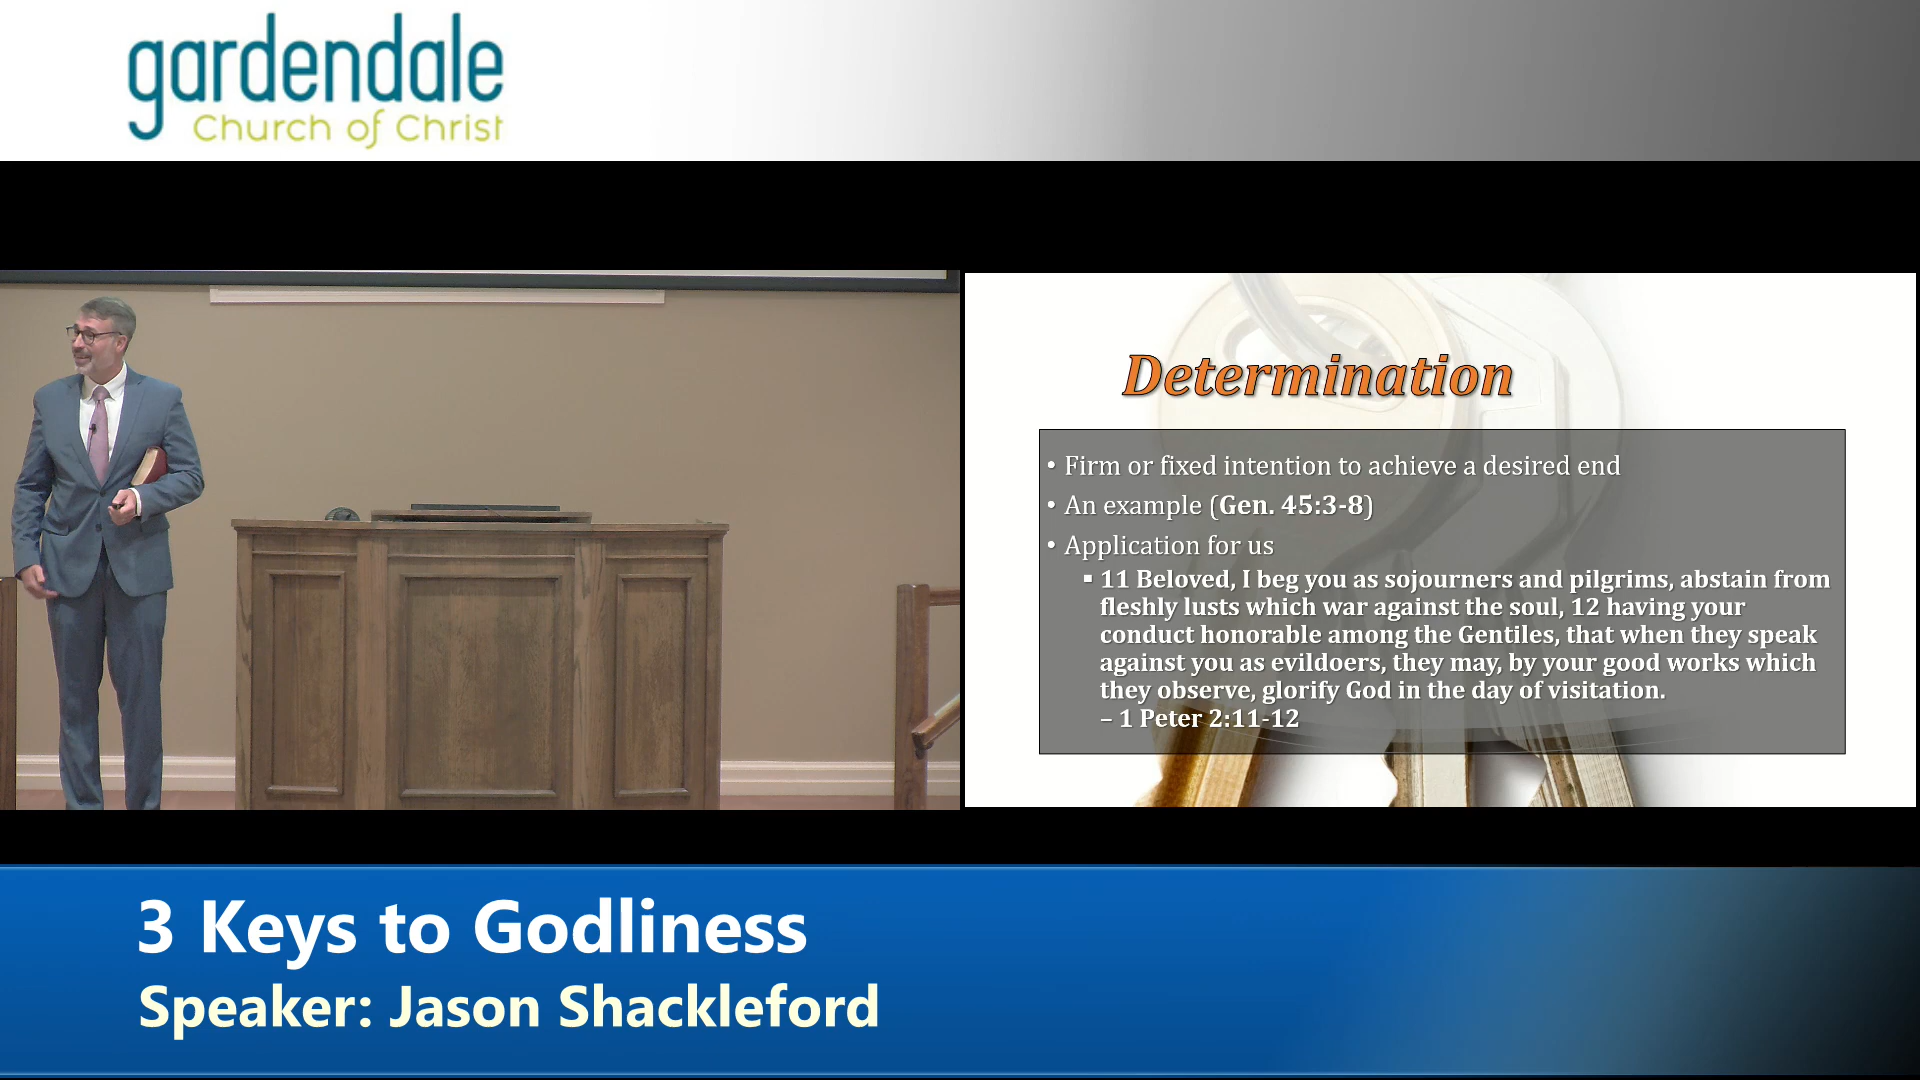 gardendale
Church of Christ
Determination
• Firm or fixed intention to achieve a desired end
• An example (Gen. 45:3-8)
• Application for us
▪ 11 Beloved, I beg you as sojourners and pilgrims, abstain from
fleshly lusts which war against the soul, 12 having your
conduct honorable among the Gentiles, that when they speak
against you as evildoers, they may, by your good works which
they observe, glorify God in the day of visitation.
– 1 Peter 2:11-12
3 Keys to Godliness
Speaker: Jason Shackleford